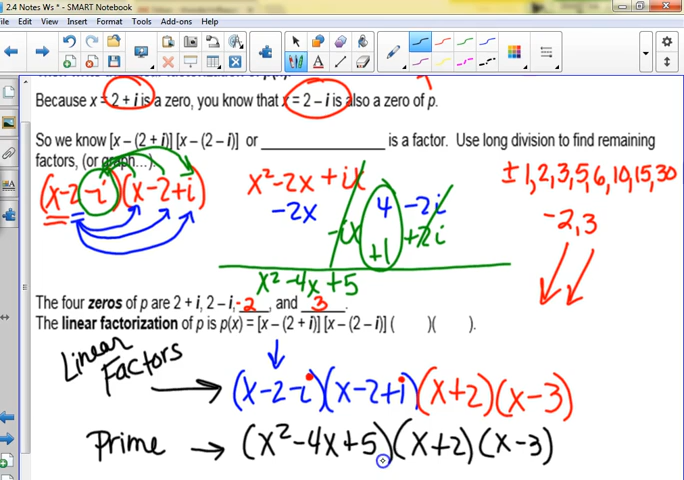 2.4 Notes Ws * - SMART Notebook
Edit View Insert Format Tools Add-ons Help
Because x = 2 + i is a zero, you know that x = 2 – i is also a zero of p.
So we know [x – (2 + i)] [x – (2 – i)] or ____________________ is a factor. Use long division to find remaining
factors, (or graph...).
(x-2-i)(x-2+i)
x² -2x +ix
-2x 4 -2i
-ix +1 +2i
x² -4x +5
± 1, 2, 3, 5, 6, 10, 15, 30
-2, 3
The four zeros of p are 2 + i, 2 – i, -2, and 3.
The linear factorization of p is p(x) = [x – (2 + i)] [x – (2 – i)] ( )( ).
Linear
Factors → (x-2-i)(x-2+i)(x+2)(x-3)
Prime → (x²-4x+5)(x+2)(x-3)